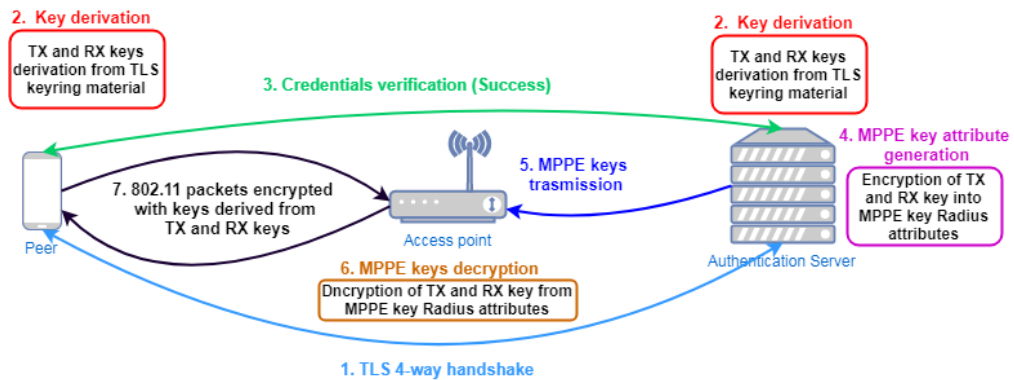 2. Key derivation
TX and RX keys
derivation from TLS
keyring material
2. Key derivation
TX and RX keys
derivation from TLS
keyring material
3. Credentials verification (Success)
4. MPPE key attribute
generation
Encryption of TX
and RX key into
MPPE key Radius
attributes
5. MPPE keys
trasmission
7. 802.11 packets encrypted
with keys derived from
TX and RX keys
Peer
Access point
Authentication Server
6. MPPE keys decryption
Dncryption of TX and RX key from
MPPE key Radius attributes
1. TLS 4-way handshake